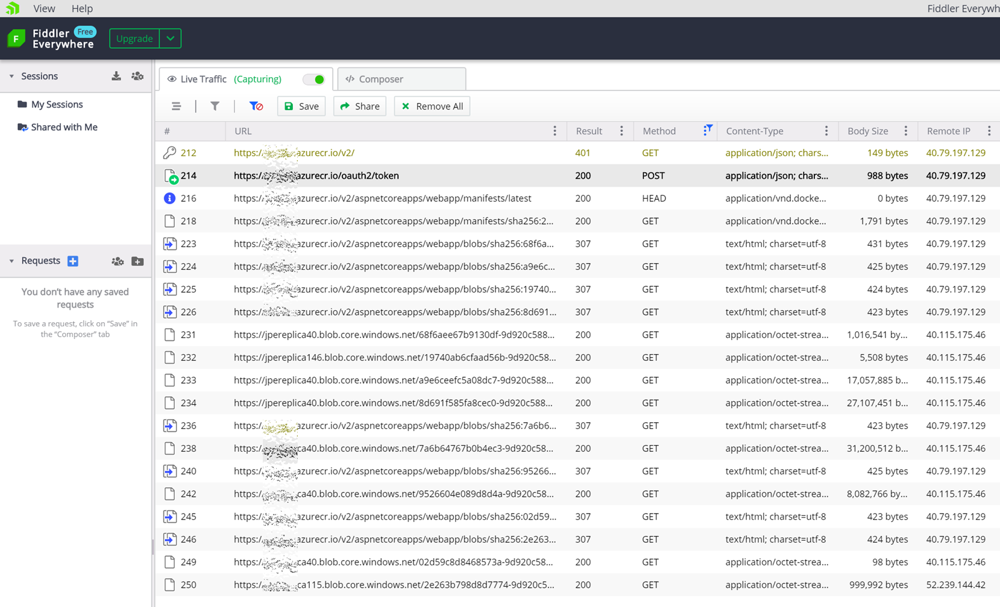 View Help Fiddler Everywh
Fiddler Free
Everywhere
Upgrade
Sessions
My Sessions
Shared with Me
Requests
You don't have any saved
requests
To save a request, click on "Save" in
the "Composer" tab
Live Traffic (Capturing) Composer
Save Share Remove All
# URL Result Method Content-Type Body Size Remote IP
212 https:/ azurecr.io/v2/ 401 GET application/json; chars... 149 bytes 40.79.197.129
214 https:/ azurecr.io/oauth2/token 200 POST application/json; chars... 988 bytes 40.79.197.129
216 https:/ azurecr.io/v2/aspnetcoreapps/webapp/manifests/latest 200 HEAD application/vnd.docke... 0 bytes 40.79.197.129
218 https:/ azurecr.io/v2/aspnetcoreapps/webapp/manifests/sha256:2... 200 GET application/vnd.docke... 1,791 bytes 40.79.197.129
223 https:/ azurecr.io/v2/aspnetcoreapps/webapp/blobs/sha256:68f6a... 307 GET text/html; charset=utf-8 431 bytes 40.79.197.129
224 https:/ azurecr.io/v2/aspnetcoreapps/webapp/blobs/sha256:a9e6c... 307 GET text/html; charset=utf-8 425 bytes 40.79.197.129
225 https:/ azurecr.io/v2/aspnetcoreapps/webapp/blobs/sha256:19740... 307 GET text/html; charset=utf-8 424 bytes 40.79.197.129
226 https:/ azurecr.io/v2/aspnetcoreapps/webapp/blobs/sha256:8d691... 307 GET text/html; charset=utf-8 423 bytes 40.79.197.129
231 https://jpereplica40.blob.core.windows.net/68f6aee67b9130df-9d920c588... 200 GET application/octet-strea... 1,016,541 by... 40.115.175.46
232 https://jpereplica146.blob.core.windows.net/19740ab6cfaad56b-9d920c58... 200 GET application/octet-strea... 5,508 bytes 40.115.175.46
233 https://jpereplica40.blob.core.windows.net/a9e6ceefc5a08dc7-9d920c588... 200 GET application/octet-strea... 17,057,885 b... 40.115.175.46
234 https://jpereplica40.blob.core.windows.net/8d691f585fa8cec0-9d920c588... 200 GET application/octet-strea... 27,107,451 b... 40.115.175.46
236 https:/ azurecr.io/v2/aspnetcoreapps/webapp/blobs/sha256:7a6b6... 307 GET text/html; charset=utf-8 423 bytes 40.79.197.129
238 https:/ ca40.blob.core.windows.net/7a6b64767b0b4ec3-9d920c58... 200 GET application/octet-strea... 31,200,512 b... 40.115.175.46
240 https:/ azurecr.io/v2/aspnetcoreapps/webapp/blobs/sha256:95266... 307 GET text/html; charset=utf-8 425 bytes 40.79.197.129
242 https:/ ca40.blob.core.windows.net/9526604e089d8d4a-9d920c58... 200 GET application/octet-strea... 8,082,766 by... 40.115.175.46
245 https:/ azurecr.io/v2/aspnetcoreapps/webapp/blobs/sha256:02d59... 307 GET text/html; charset=utf-8 423 bytes 40.79.197.129
246 https:/ azurecr.io/v2/aspnetcoreapps/webapp/blobs/sha256:2e263... 307 GET text/html; charset=utf-8 424 bytes 40.79.197.129
249 https:/ ca40.blob.core.windows.net/02d59c8d8468573a-9d920c58... 200 GET application/octet-strea... 98 bytes 40.115.175.46
250 https:/ ca115.blob.core.windows.net/2e263b798d8d7774-9d920c5... 200 GET application/octet-strea... 999,992 bytes 52.239.144.42